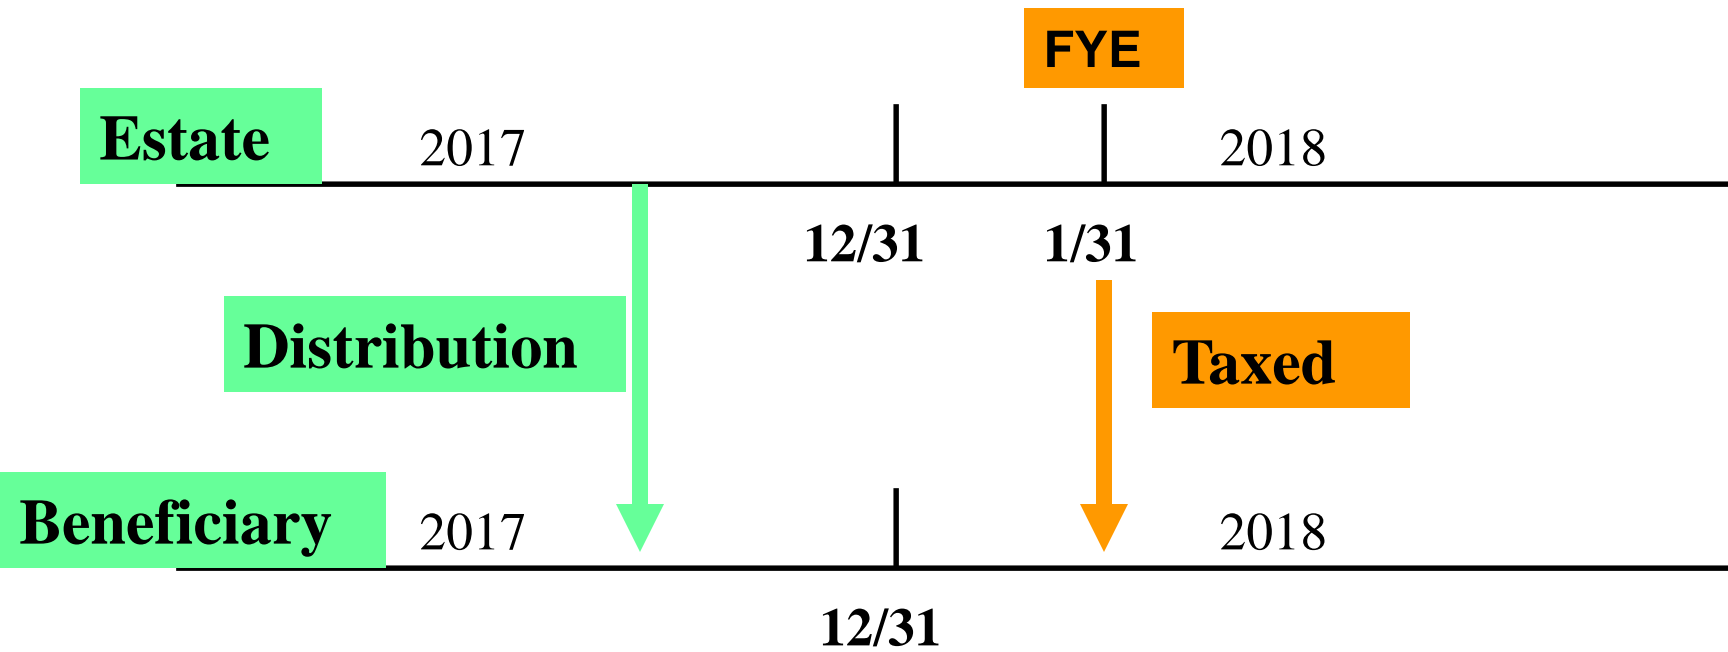 FYE
Estate
2017
2018
12/31
1/31
Distribution
Taxed
Beneficiary
2017
2018
12/31